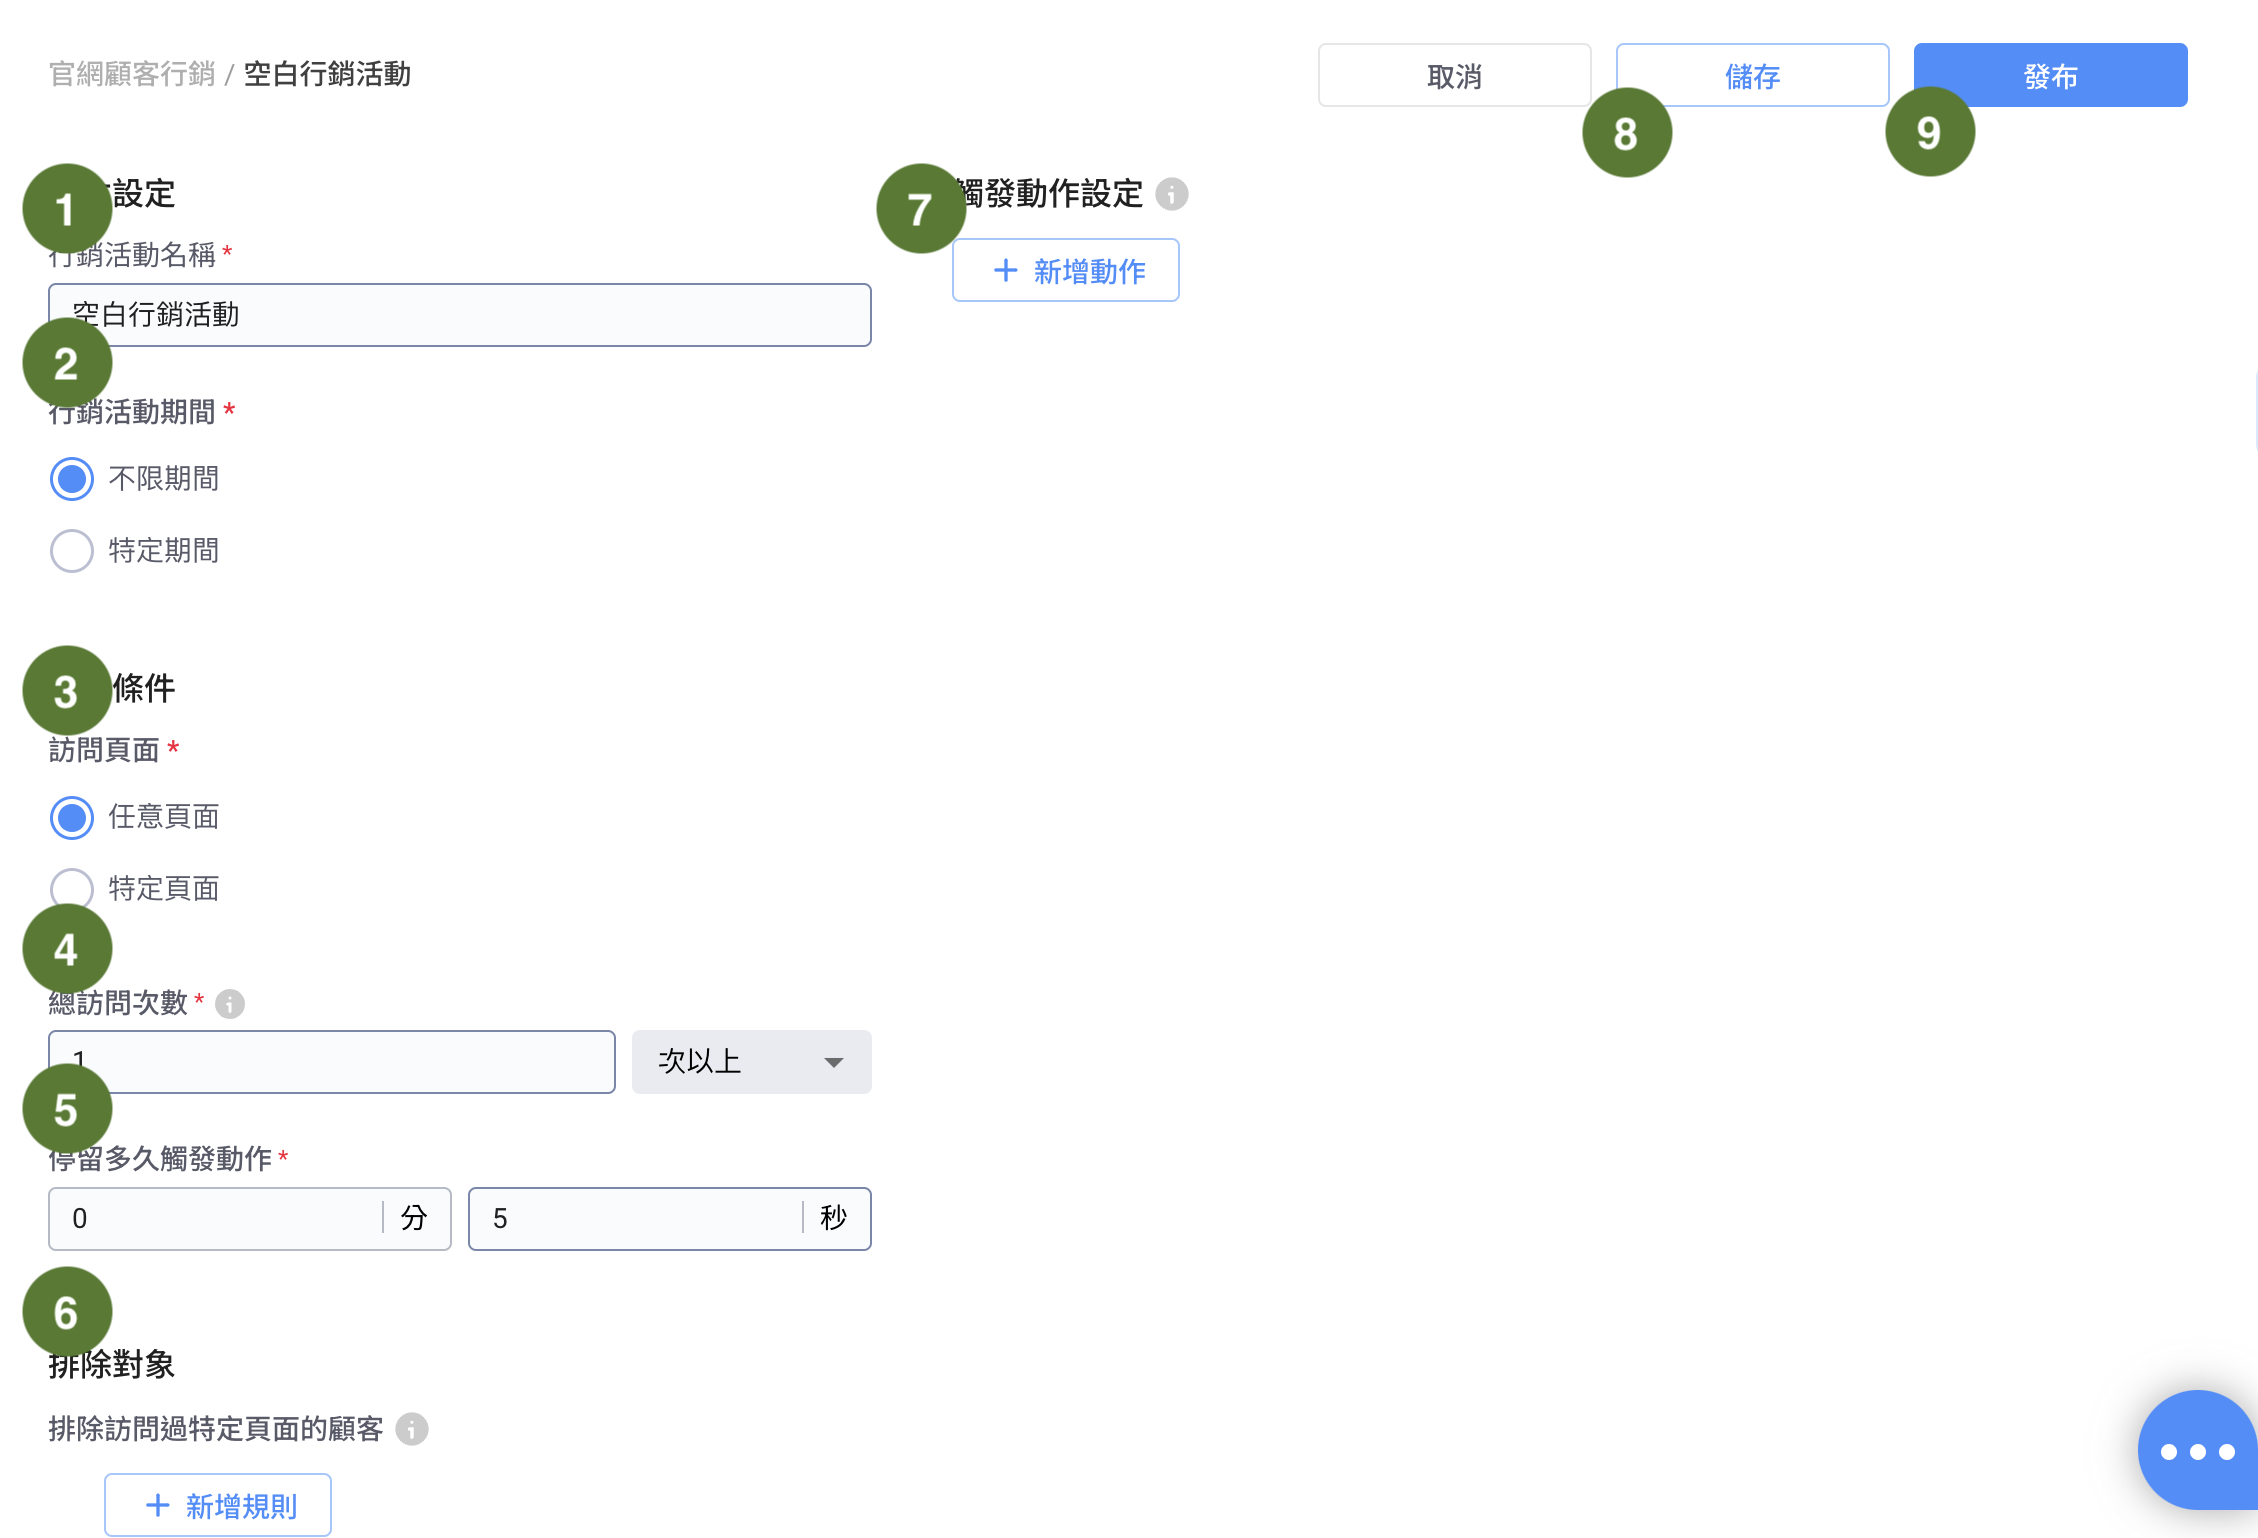 官網顧客行銷 / 空白行銷活動
取消
儲存
發布
8
9
1
設定
行銷活動名稱 *
空白行銷活動
2
行銷活動期間 *
不限期間
特定期間
3
條件
訪問頁面 *
任意頁面
特定頁面
4
總訪問次數 *
1
次以上
5
停留多久觸發動作 *
0
分
5
秒
6
排除對象
排除訪問過特定頁面的顧客
+ 新增規則
7
觸發動作設定
+ 新增動作